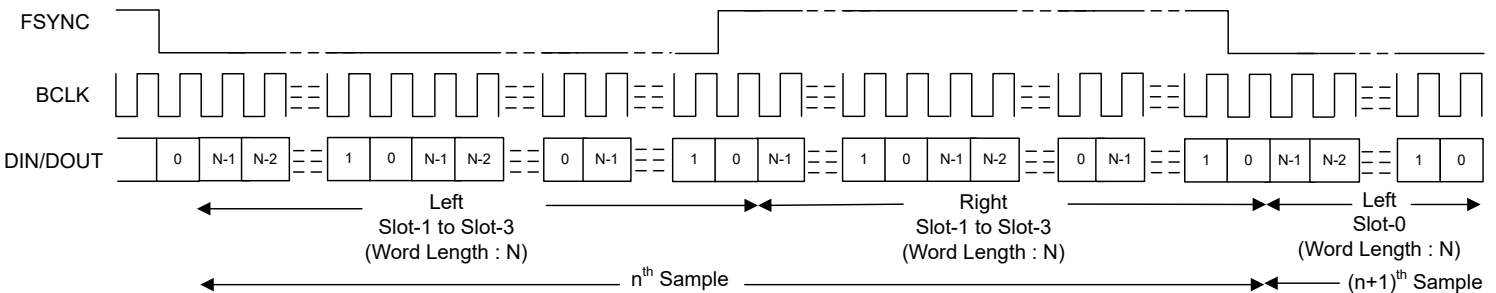 FSYNC
BCLK
DIN/DOUT 0 N-1 N-2 1 0 N-1 N-2 0 N-1 1 0 N-1 1 0 N-1 N-2 0 N-1 1 0 N-1 N-2 1 0
Left
Slot-1 to Slot-3
(Word Length : N)
Right
Slot-1 to Slot-3
(Word Length : N)
Left
Slot-0
(Word Length : N)
nth Sample
(n+1)th Sample